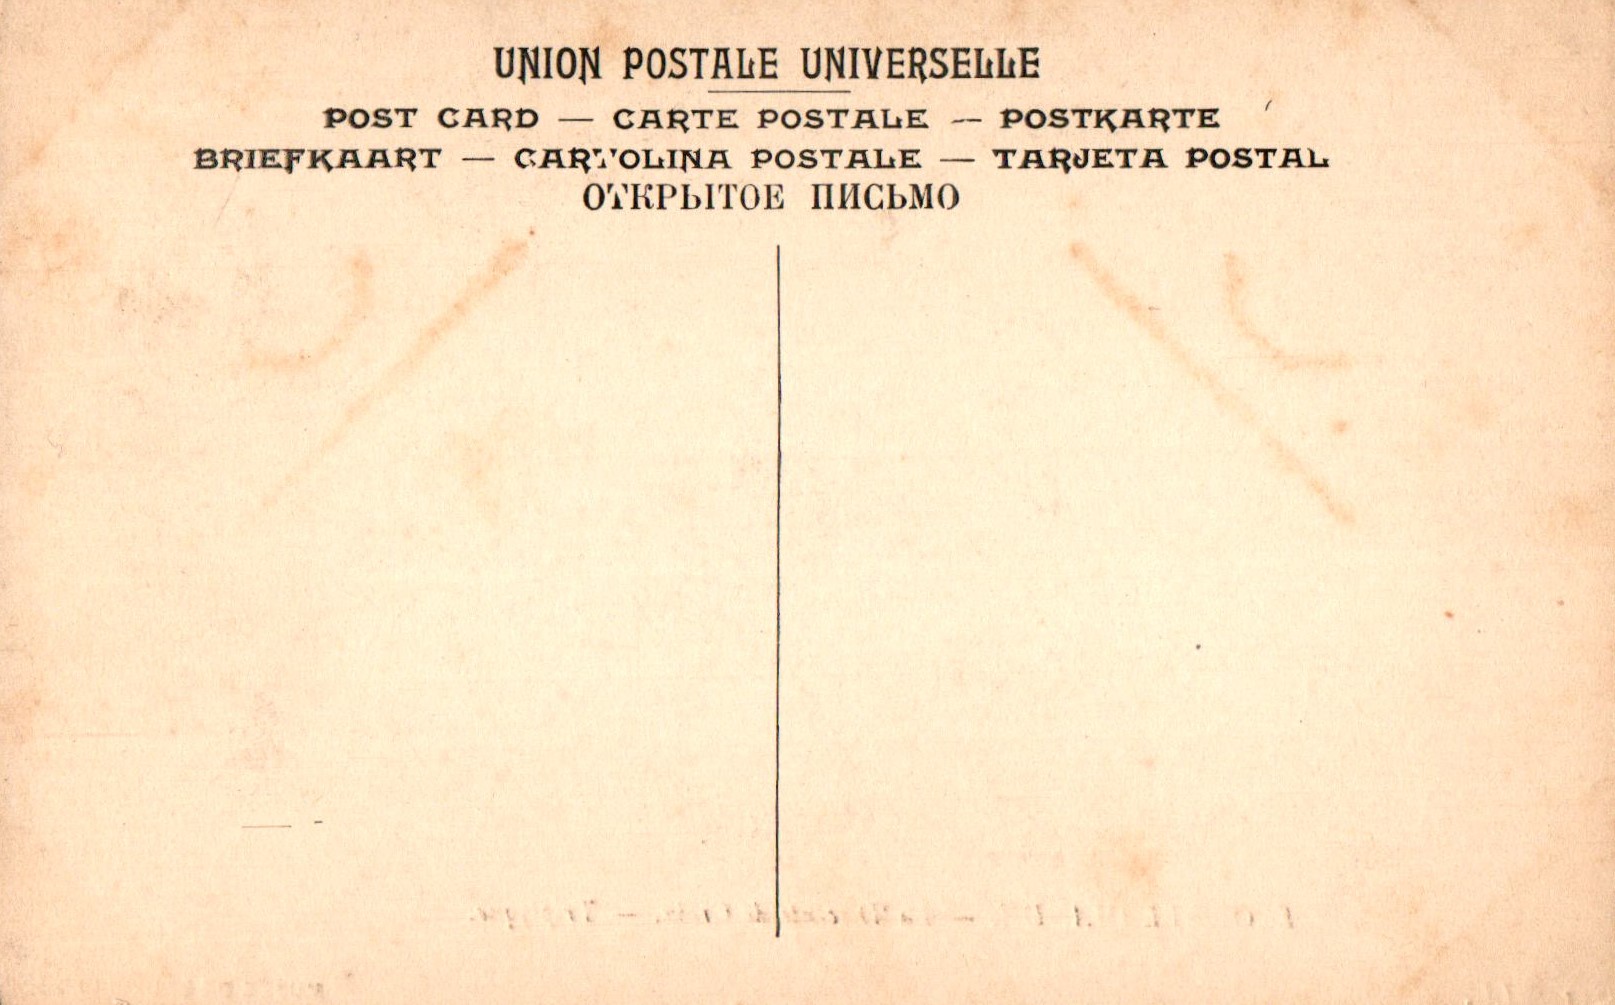 UNION POSTALE UNIVERSELLE
POST CARD — CARTE POSTALE — POSTKARTE
BRIEFKAART — CARTOLINA POSTALE — TARJETA POSTAL
ОТКРЫТОЕ ПИСЬМО